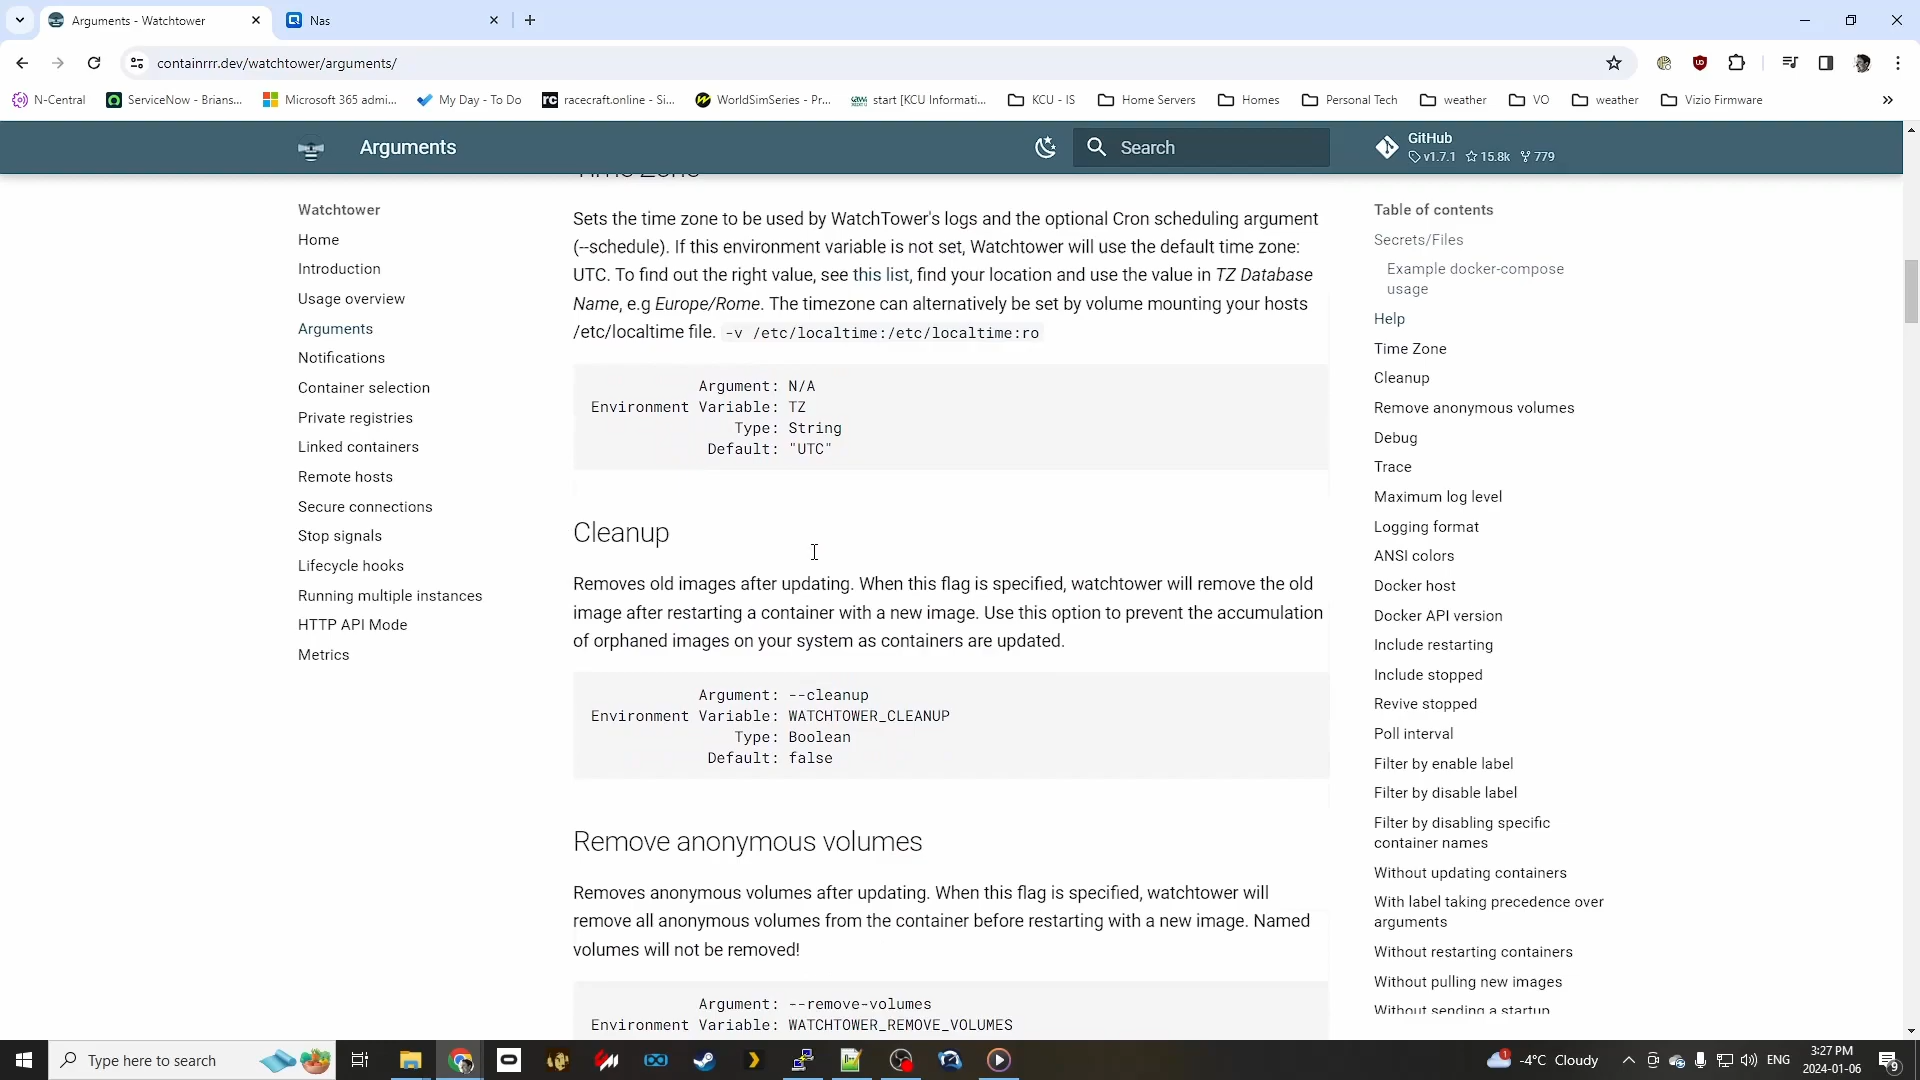 Arguments - Watchtower
Nas
containrrr.dev/watchtower/arguments/
N-Central
ServiceNow - Brians...
Microsoft 365 admi...
My Day - To Do
racecraft.online - Si...
WorldSimSeries - Pr...
start [KCU Informati...
KCU - IS
Home Servers
Homes
Personal Tech
weather
VO
weather
Vizio Firmware
»
Arguments
Search
GitHub
v1.7.1 15.8k 779
Watchtower
Home
Introduction
Usage overview
Arguments
Notifications
Container selection
Private registries
Linked containers
Remote hosts
Secure connections
Stop signals
Lifecycle hooks
Running multiple instances
HTTP API Mode
Metrics
Time Zone
Sets the time zone to be used by WatchTower's logs and the optional Cron scheduling argument
(--schedule). If this environment variable is not set, Watchtower will use the default time zone:
UTC. To find out the right value, see this list, find your location and use the value in TZ Database
Name, e.g Europe/Rome. The timezone can alternatively be set by volume mounting your hosts
/etc/localtime file. -v /etc/localtime:/etc/localtime:ro
Argument: N/A
Environment Variable: TZ
Type: String
Default: "UTC"
Cleanup
Removes old images after updating. When this flag is specified, watchtower will remove the old
image after restarting a container with a new image. Use this option to prevent the accumulation
of orphaned images on your system as containers are updated.
Argument: --cleanup
Environment Variable: WATCHTOWER_CLEANUP
Type: Boolean
Default: false
Remove anonymous volumes
Removes anonymous volumes after updating. When this flag is specified, watchtower will
remove all anonymous volumes from the container before restarting with a new image. Named
volumes will not be removed!
Argument: --remove-volumes
Environment Variable: WATCHTOWER_REMOVE_VOLUMES
Table of contents
Secrets/Files
Example docker-compose
usage
Help
Time Zone
Cleanup
Remove anonymous volumes
Debug
Trace
Maximum log level
Logging format
ANSI colors
Docker host
Docker API version
Include restarting
Include stopped
Revive stopped
Poll interval
Filter by enable label
Filter by disable label
Filter by disabling specific
container names
Without updating containers
With label taking precedence over
arguments
Without restarting containers
Without pulling new images
Without sending a startup
Type here to search
1
-4°C Cloudy
ENG
3:27 PM
2024-01-06
9